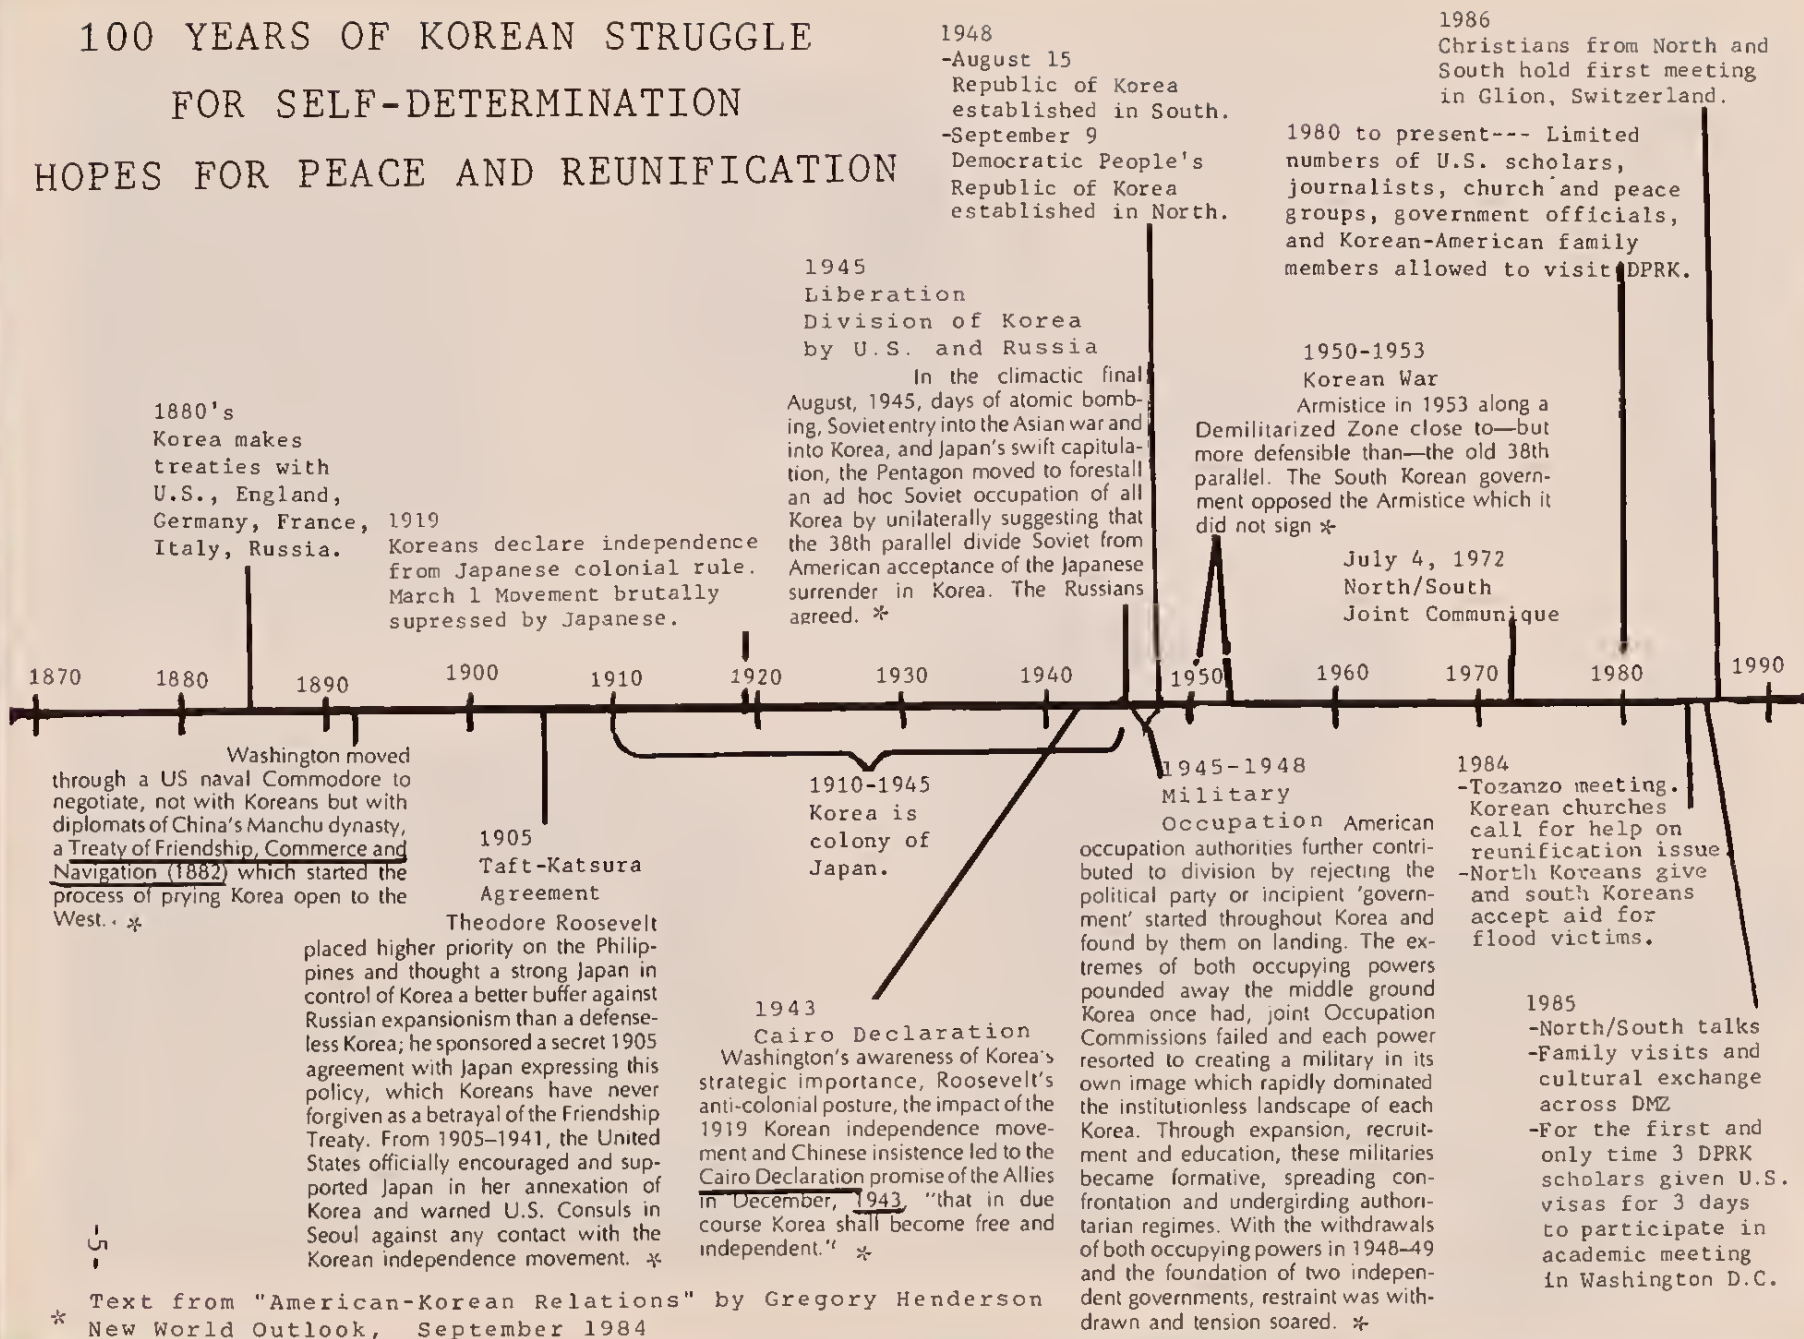 100 YEARS OF KOREAN STRUGGLE
FOR SELF-DETERMINATION
HOPES FOR PEACE AND REUNIFICATION
1948
-August 15
Republic of Korea
established in South.
-September 9
Democratic People's
Republic of Korea
established in North.
1986
Christians from North and
South hold first meeting
in Glion, Switzerland.
1980 to present--- Limited
numbers of U.S. scholars,
journalists, church and peace
groups, government officials,
and Korean-American family
members allowed to visit DPRK.
1945
Liberation
Division of Korea
by U.S. and Russia
In the climactic final
August, 1945, days of atomic bomb-
ing, Soviet entry into the Asian war and
into Korea, and Japan's swift capitula-
tion, the Pentagon moved to forestall
an ad hoc Soviet occupation of all
Korea by unilaterally suggesting that
the 38th parallel divide Soviet from
American acceptance of the Japanese
surrender in Korea. The Russians
agreed. *
1950-1953
Korean War
Armistice in 1953 along a
Demilitarized Zone close to—but
more defensible than—the old 38th
parallel. The South Korean govern-
ment opposed the Armistice which it
did not sign *
July 4, 1972
North/South
Joint Communique
1880's
Korea makes
treaties with
U.S., England,
Germany, France,
Italy, Russia.
1919
Koreans declare independence
from Japanese colonial rule.
March 1 Movement brutally
supressed by Japanese.
1870 1880 1890 1900 1910 1920 1930 1940 1950 1960 1970 1980 1990
Washington moved
through a US naval Commodore to
negotiate, not with Koreans but with
diplomats of China's Manchu dynasty,
a Treaty of Friendship, Commerce and
Navigation (1882) which started the
process of prying Korea open to the
West. . *
1905
Taft-Katsura
Agreement
Theodore Roosevelt
placed higher priority on the Philip-
pines and thought a strong Japan in
control of Korea a better buffer against
Russian expansionism than a defense-
less Korea; he sponsored a secret 1905
agreement with Japan expressing this
policy, which Koreans have never
forgiven as a betrayal of the Friendship
Treaty. From 1905–1941, the United
States officially encouraged and sup-
ported Japan in her annexation of
Korea and warned U.S. Consuls in
Seoul against any contact with the
Korean independence movement. *
1910-1945
Korea is
colony of
Japan.
1943
Cairo Declaration
Washington's awareness of Korea's
strategic importance, Roosevelt's
anti-colonial posture, the impact of the
1919 Korean independence move-
ment and Chinese insistence led to the
Cairo Declaration promise of the Allies
in December, 1943, "that in due
course Korea shall become free and
independent." *
1945-1948
Military
Occupation American
occupation authorities further contri-
buted to division by rejecting the
political party or incipient 'govern-
ment' started throughout Korea and
found by them on landing. The ex-
tremes of both occupying powers
pounded away the middle ground
Korea once had, joint Occupation
Commissions failed and each power
resorted to creating a military in its
own image which rapidly dominated
the institutionless landscape of each
Korea. Through expansion, recruit-
ment and education, these militaries
became formative, spreading con-
frontation and undergirding authori-
tarian regimes. With the withdrawals
of both occupying powers in 1948–49
and the foundation of two indepen-
dent governments, restraint was with-
drawn and tension soared. *
1984
-Tozanzo meeting.
Korean churches
call for help on
reunification issue
-North Koreans give
and south Koreans
accept aid for
flood victims.
1985
-North/South talks
-Family visits and
cultural exchange
across DMZ
-For the first and
only time 3 DPRK
scholars given U.S.
visas for 3 days
to participate in
academic meeting
in Washington D.C.
-5-
* Text from "American-Korean Relations" by Gregory Henderson
New World Outlook, September 1984